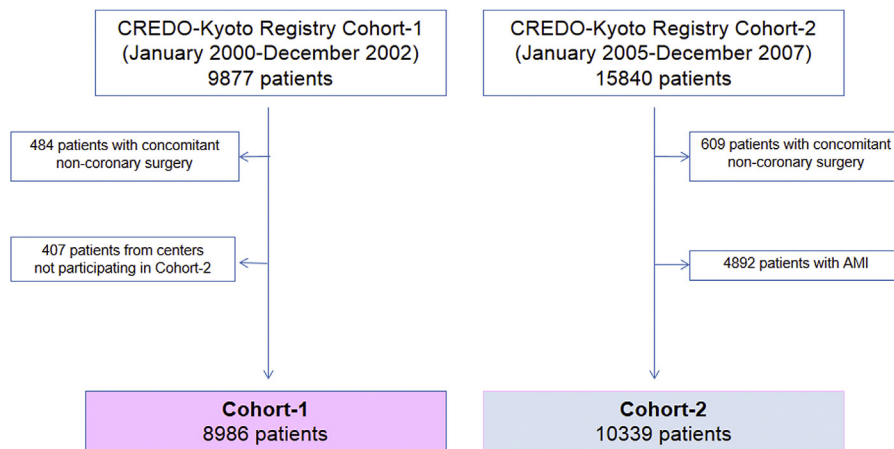 CREDO-Kyoto Registry Cohort-1
(January 2000-December 2002)
9877 patients
CREDO-Kyoto Registry Cohort-2
(January 2005-December 2007)
15840 patients
484 patients with concomitant
non-coronary surgery
609 patients with concomitant
non-coronary surgery
407 patients from centers
not participating in Cohort-2
4892 patients with AMI
Cohort-1
8986 patients
Cohort-2
10339 patients